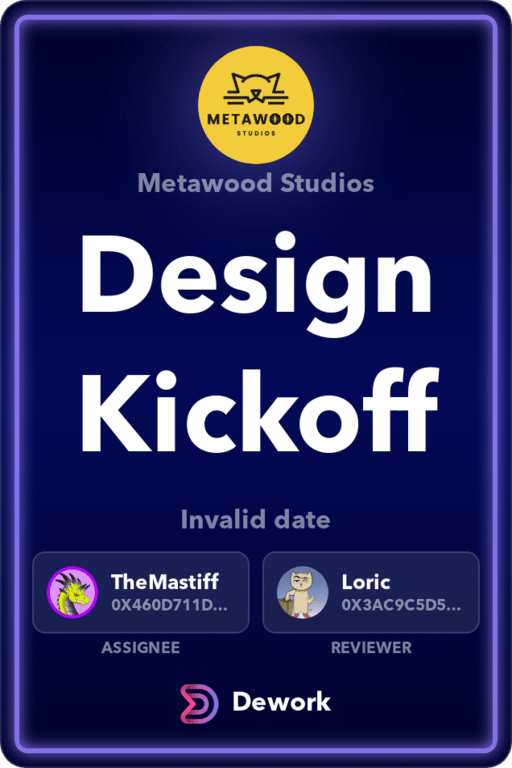 METAWOOD
STUDIOS
Metawood Studios
Design
Kickoff
Invalid date
TheMastiff
0X460D711D...
ASSIGNEE
Loric
0X3AC9C5D5...
REVIEWER
Dework